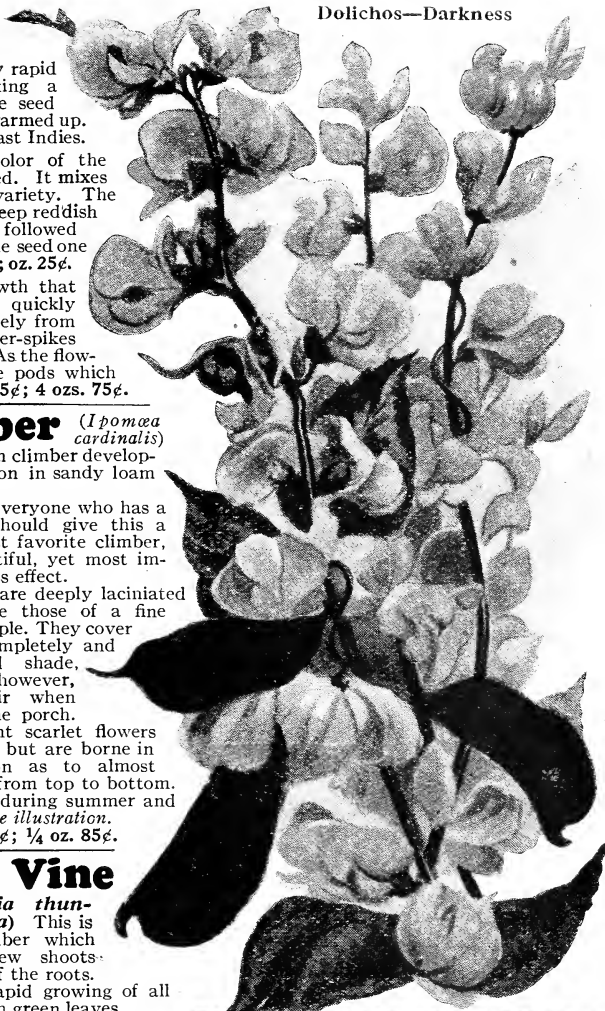 Dolichos—Darkness
rapid
ing a
e seed
armed up.
ast Indies.
olor of the
ed. It mixes
variety. The
eep reddish
followed
e seed one
; oz. 25¢.
wth that
quickly
ely from
er-spikes
As the flow-
e pods which
5¢; 4 ozs. 75¢.
per (Ipomœa
cardinalis)
n climber develop-
on in sandy loam
veryone who has a
hould give this a
t favorite climber,
tiful, yet most im-
s effect.
are deeply laciniated
e those of a fine
ple. They cover
mpletely and
l shade,
however,
ir when
e porch.
nt scarlet flowers
but are borne in
n as to almost
from top to bottom.
during summer and
e illustration.
¢; ¼ oz. 85¢.
Vine
ia thun-
a) This is
ber which
ew shoots
f the roots.
apid growing of all
n green leaves